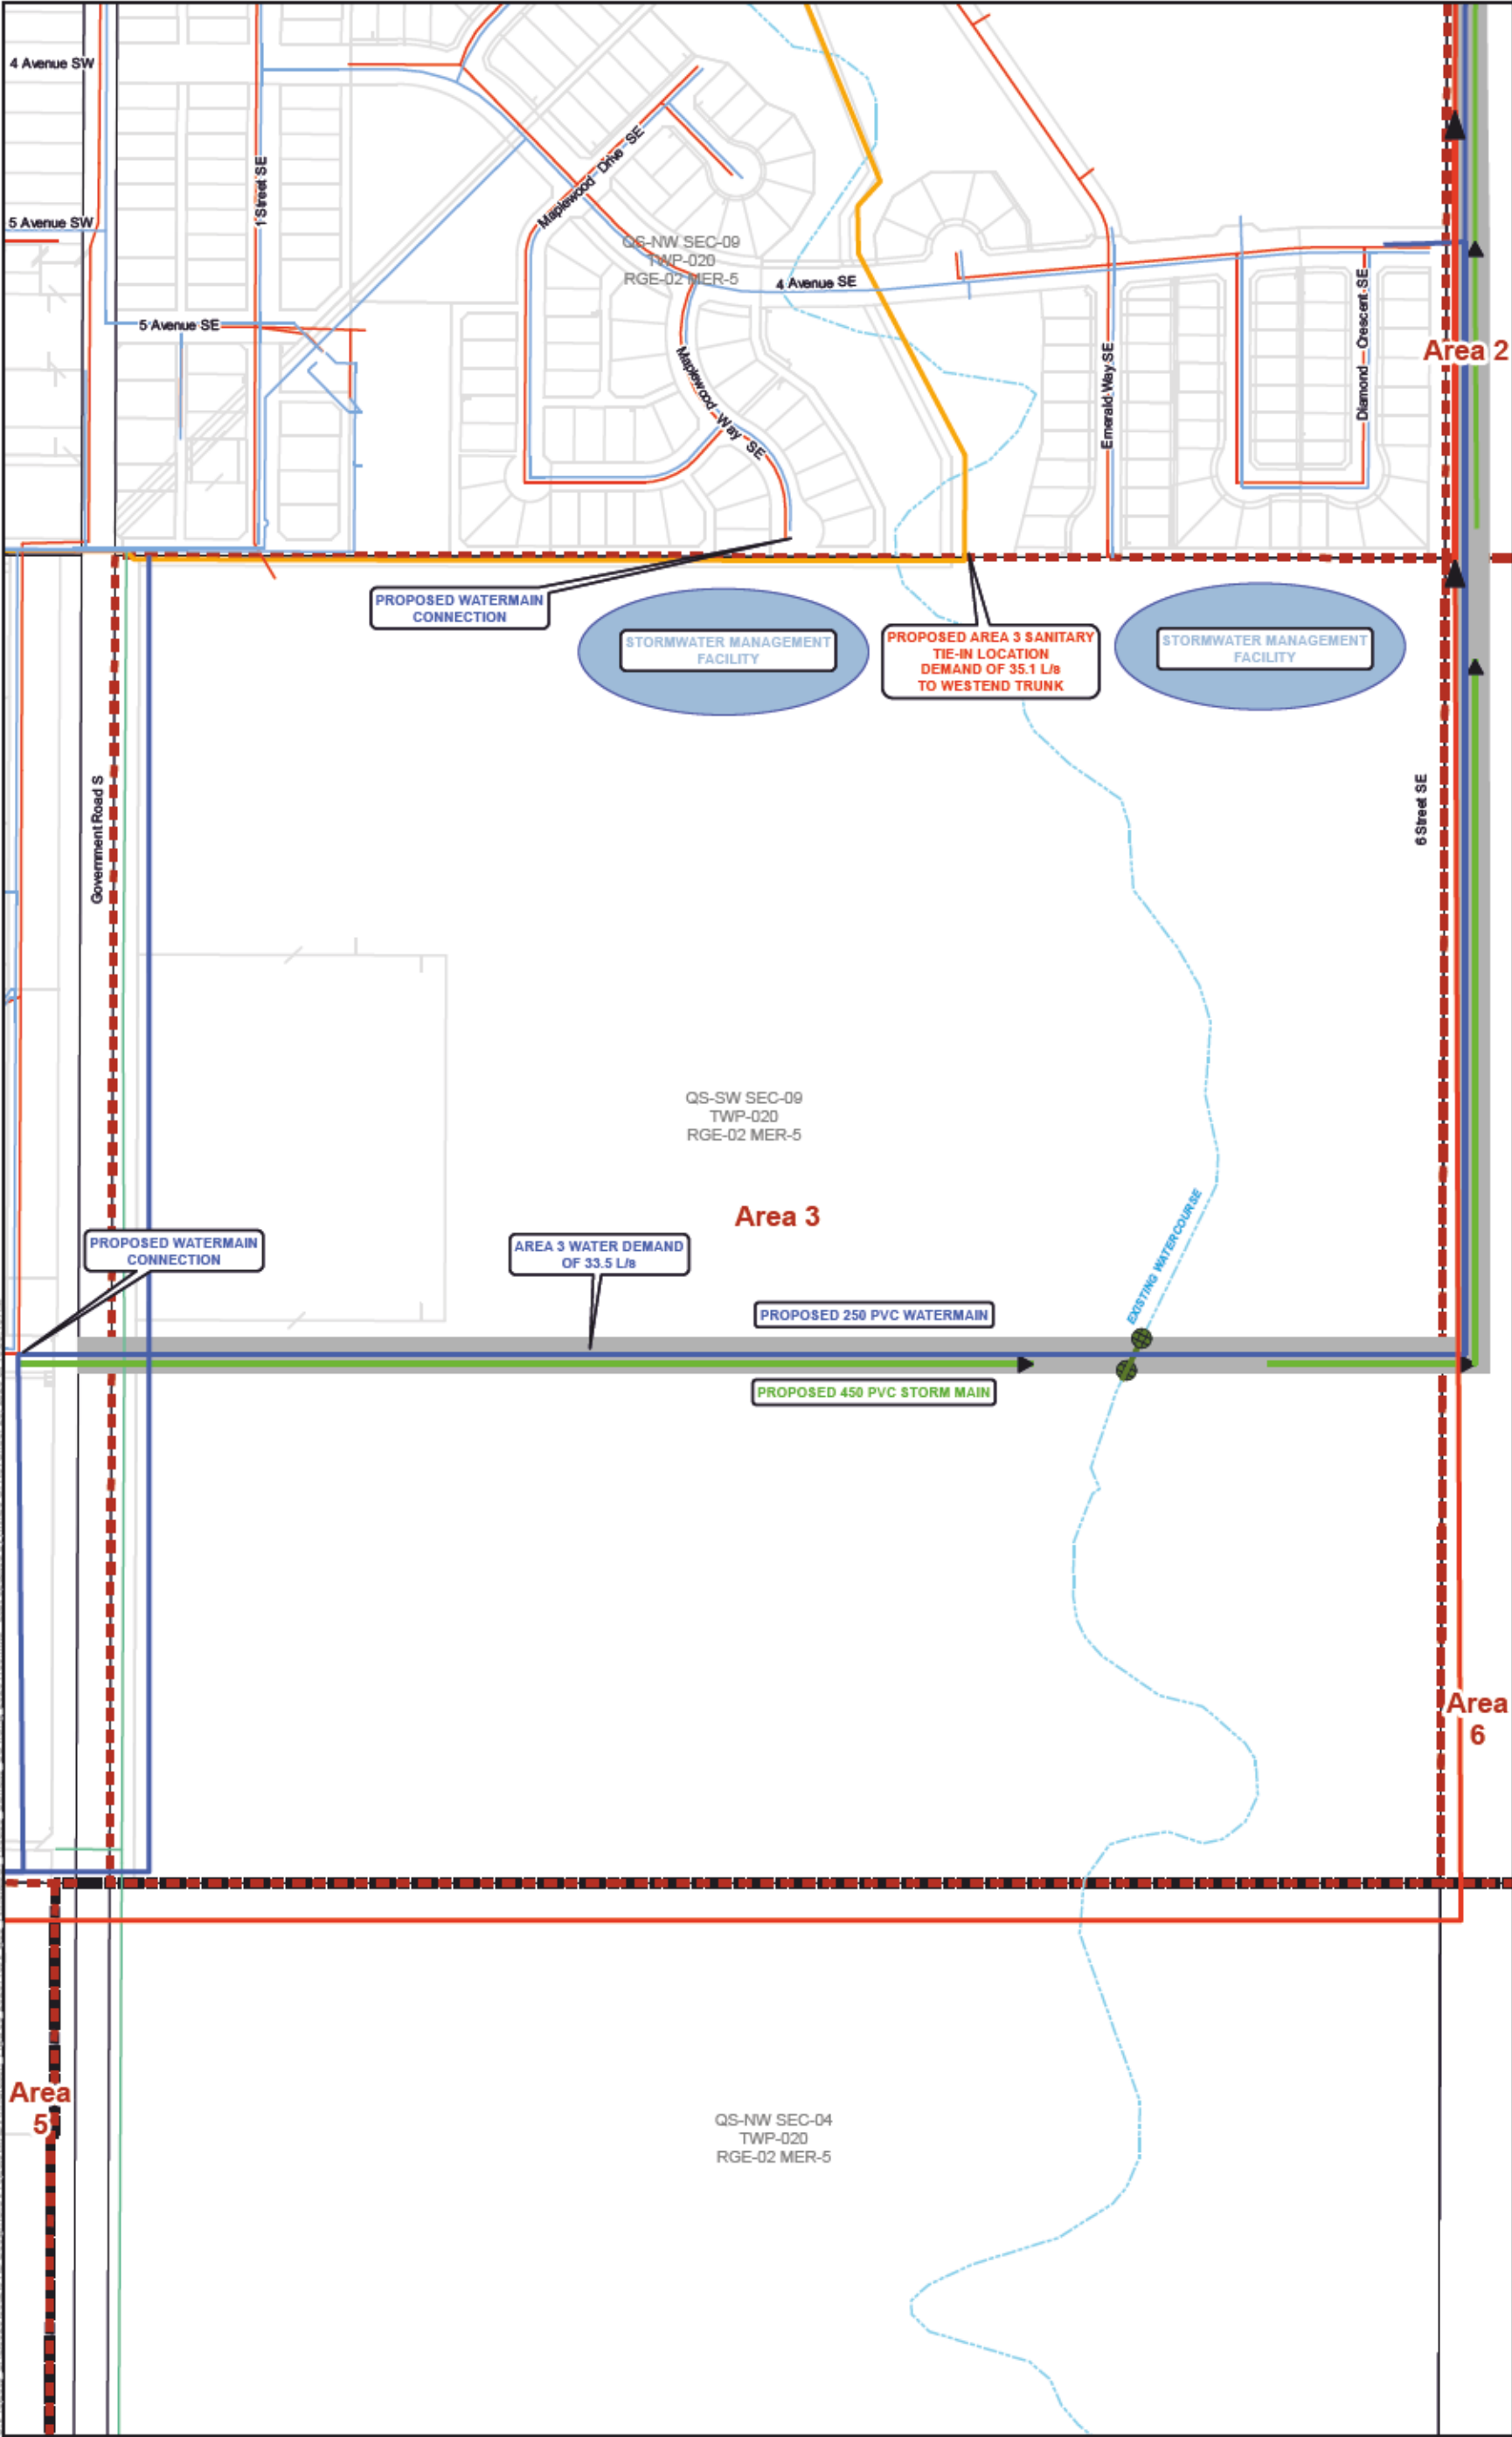 4 Avenue SW
1 Street SE
Maplewood Drive SE
5 Avenue SW
QS-NW SEC-09
TWP-020
RGE-02 MER-5
4 Avenue SE
5 Avenue SE
Maplewood Way SE
Emerald Way SE
Diamond Crescent SE
Area 2
PROPOSED WATERMAIN
CONNECTION
STORMWATER MANAGEMENT
FACILITY
PROPOSED AREA 3 SANITARY
TIE-IN LOCATION
DEMAND OF 35.1 L/s
TO WESTEND TRUNK
STORMWATER MANAGEMENT
FACILITY
Government Road S
6 Street SE
QS-SW SEC-09
TWP-020
RGE-02 MER-5
Area 3
PROPOSED WATERMAIN
CONNECTION
AREA 3 WATER DEMAND
OF 33.5 L/s
EXISTING WATERCOURSE
PROPOSED 250 PVC WATERMAIN
PROPOSED 450 PVC STORM MAIN
Area
6
Area
5
QS-NW SEC-04
TWP-020
RGE-02 MER-5